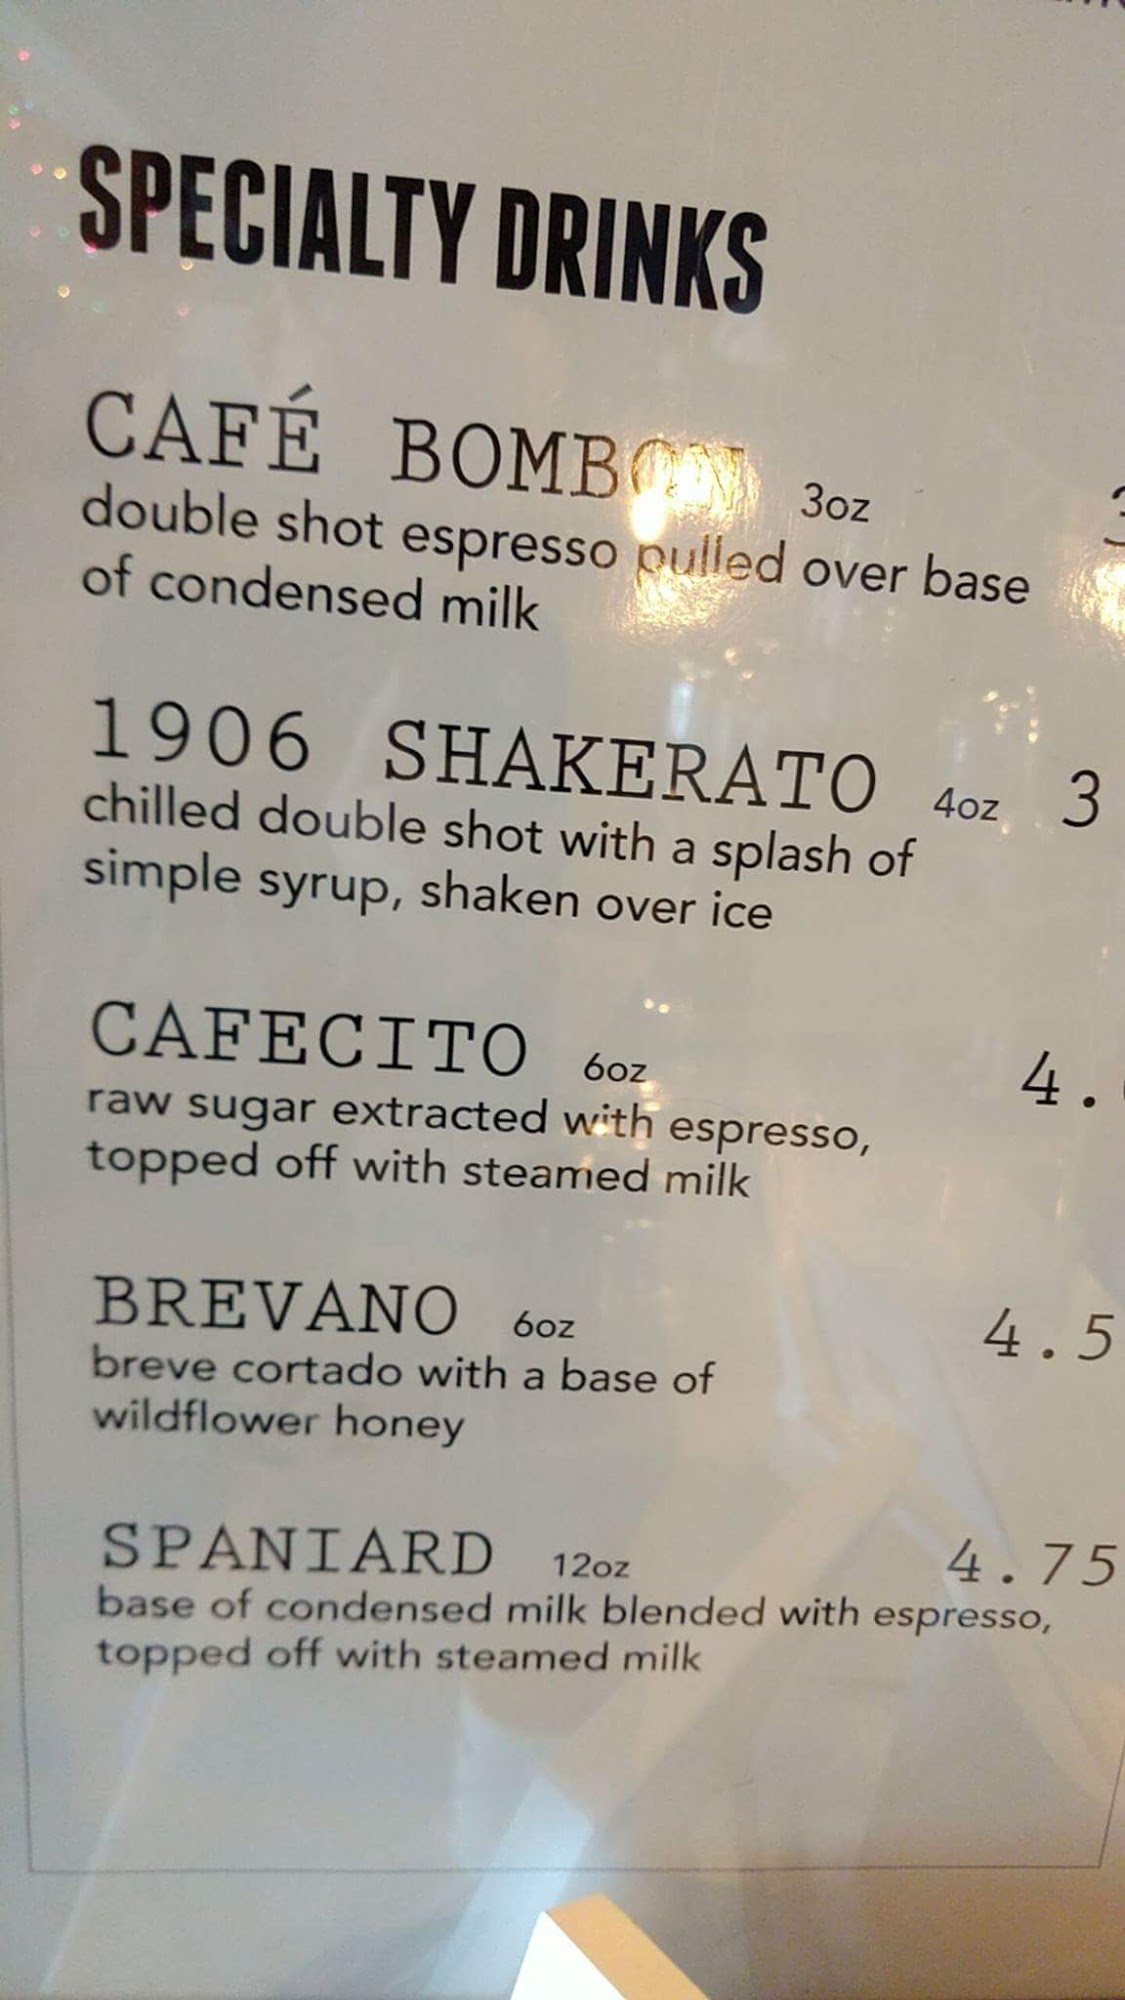 SPECIALTY DRINKS
CAFÉ BOMBON 3oz
double shot espresso pulled over base
of condensed milk
1906 SHAKERATO 4oz 3
chilled double shot with a splash of
simple syrup, shaken over ice
CAFECITO 6oz 4.
raw sugar extracted with espresso,
topped off with steamed milk
BREVANO 6oz 4.5
breve cortado with a base of
wildflower honey
SPANIARD 12oz 4.75
base of condensed milk blended with espresso,
topped off with steamed milk